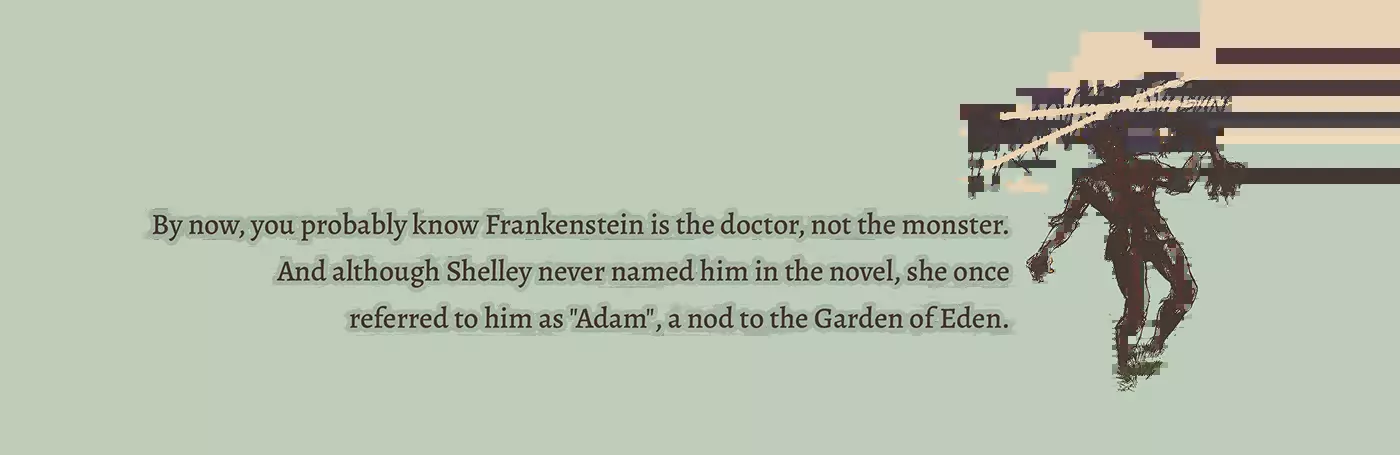 By now, you probably know Frankenstein is the doctor, not the monster.
And although Shelley never named him in the novel, she once
referred to him as "Adam", a nod to the Garden of Eden.